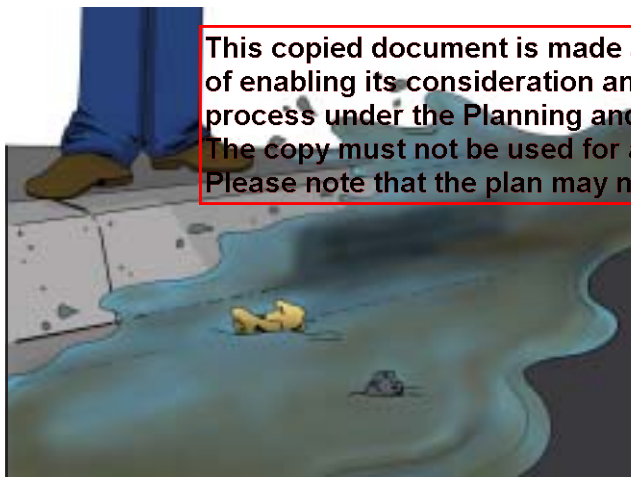 This copied document is made
of enabling its consideration an
process under the Planning and
The copy must not be used for a
Please note that the plan may n